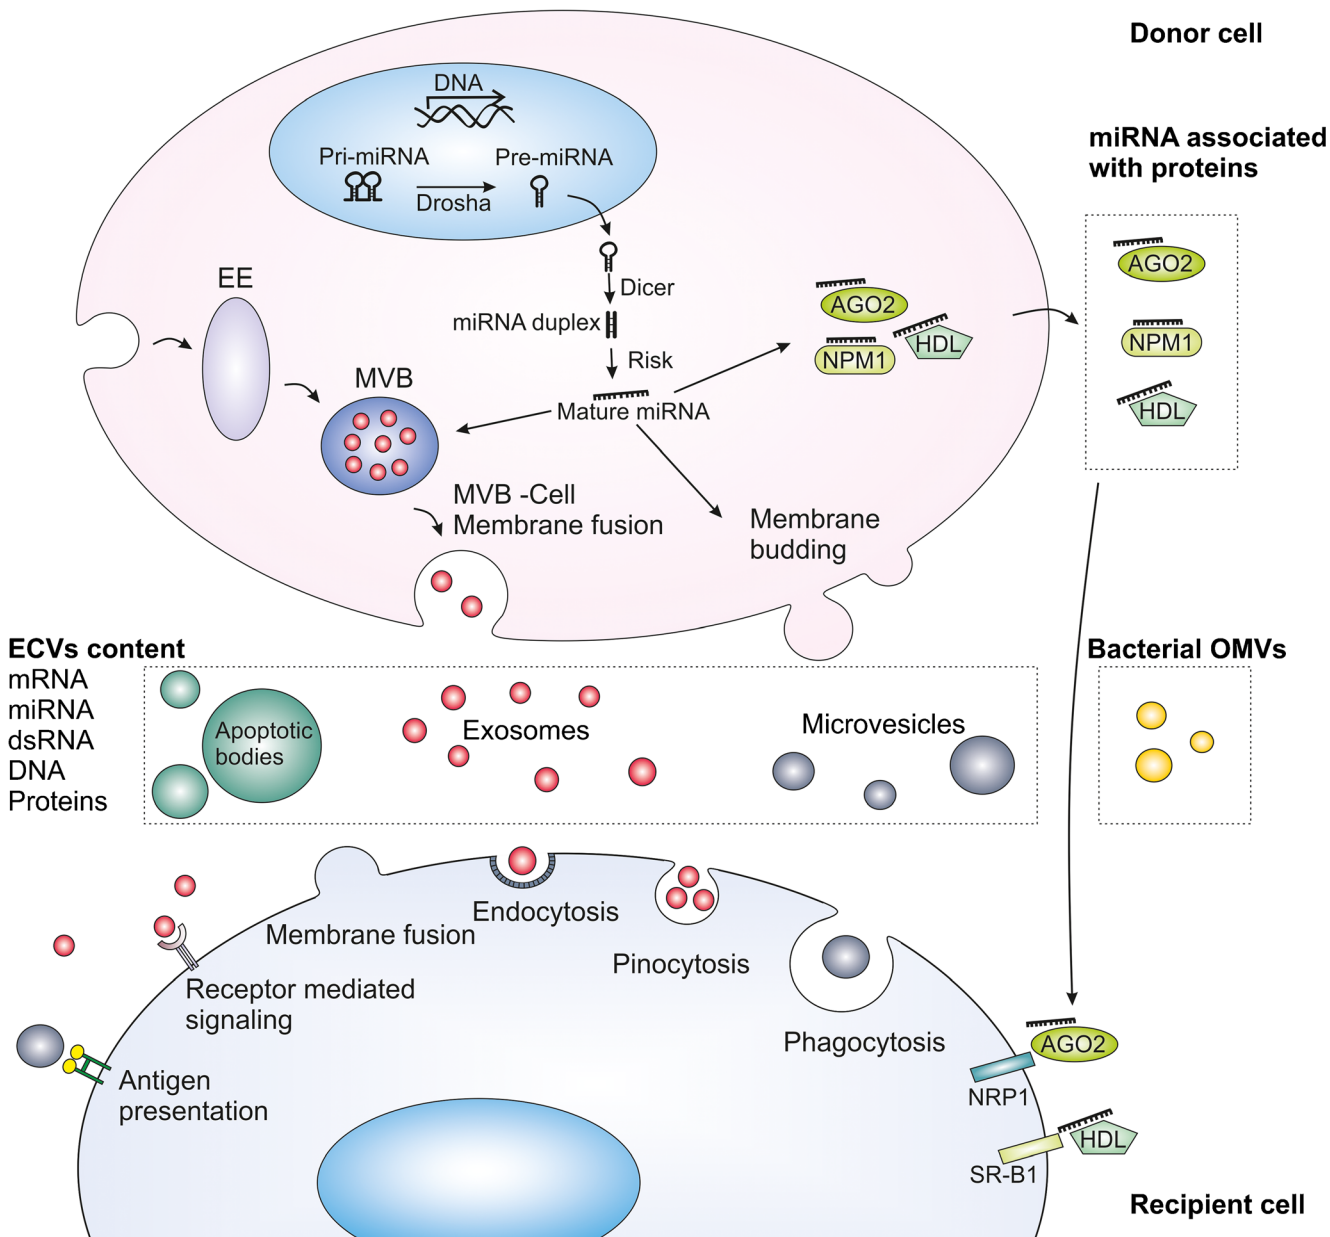 Donor cell
DNA
Pri-miRNA
Pre-miRNA
Drosha
miRNA associated
with proteins
EE
Dicer
miRNA duplex
Risk
Mature miRNA
MVB
AGO2
NPM1
HDL
AGO2
NPM1
HDL
MVB -Cell
Membrane fusion
Membrane
budding
ECVs content
mRNA
miRNA
dsRNA
DNA
Proteins
Apoptotic
bodies
Exosomes
Microvesicles
Bacterial OMVs
Membrane fusion
Endocytosis
Pinocytosis
Phagocytosis
Receptor mediated
signaling
Antigen
presentation
AGO2
NRP1
HDL
SR-B1
Recipient cell